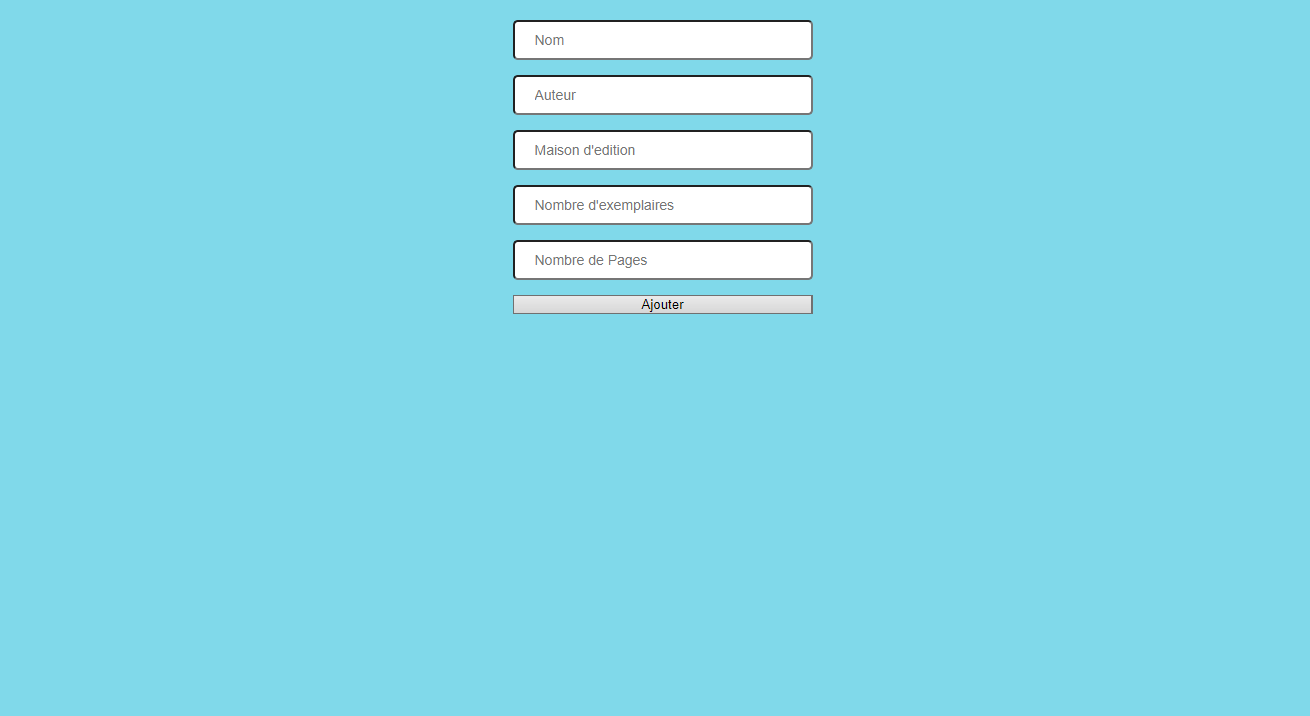 Nom
Auteur
Maison d'edition
Nombre d'exemplaires
Nombre de Pages
Ajouter